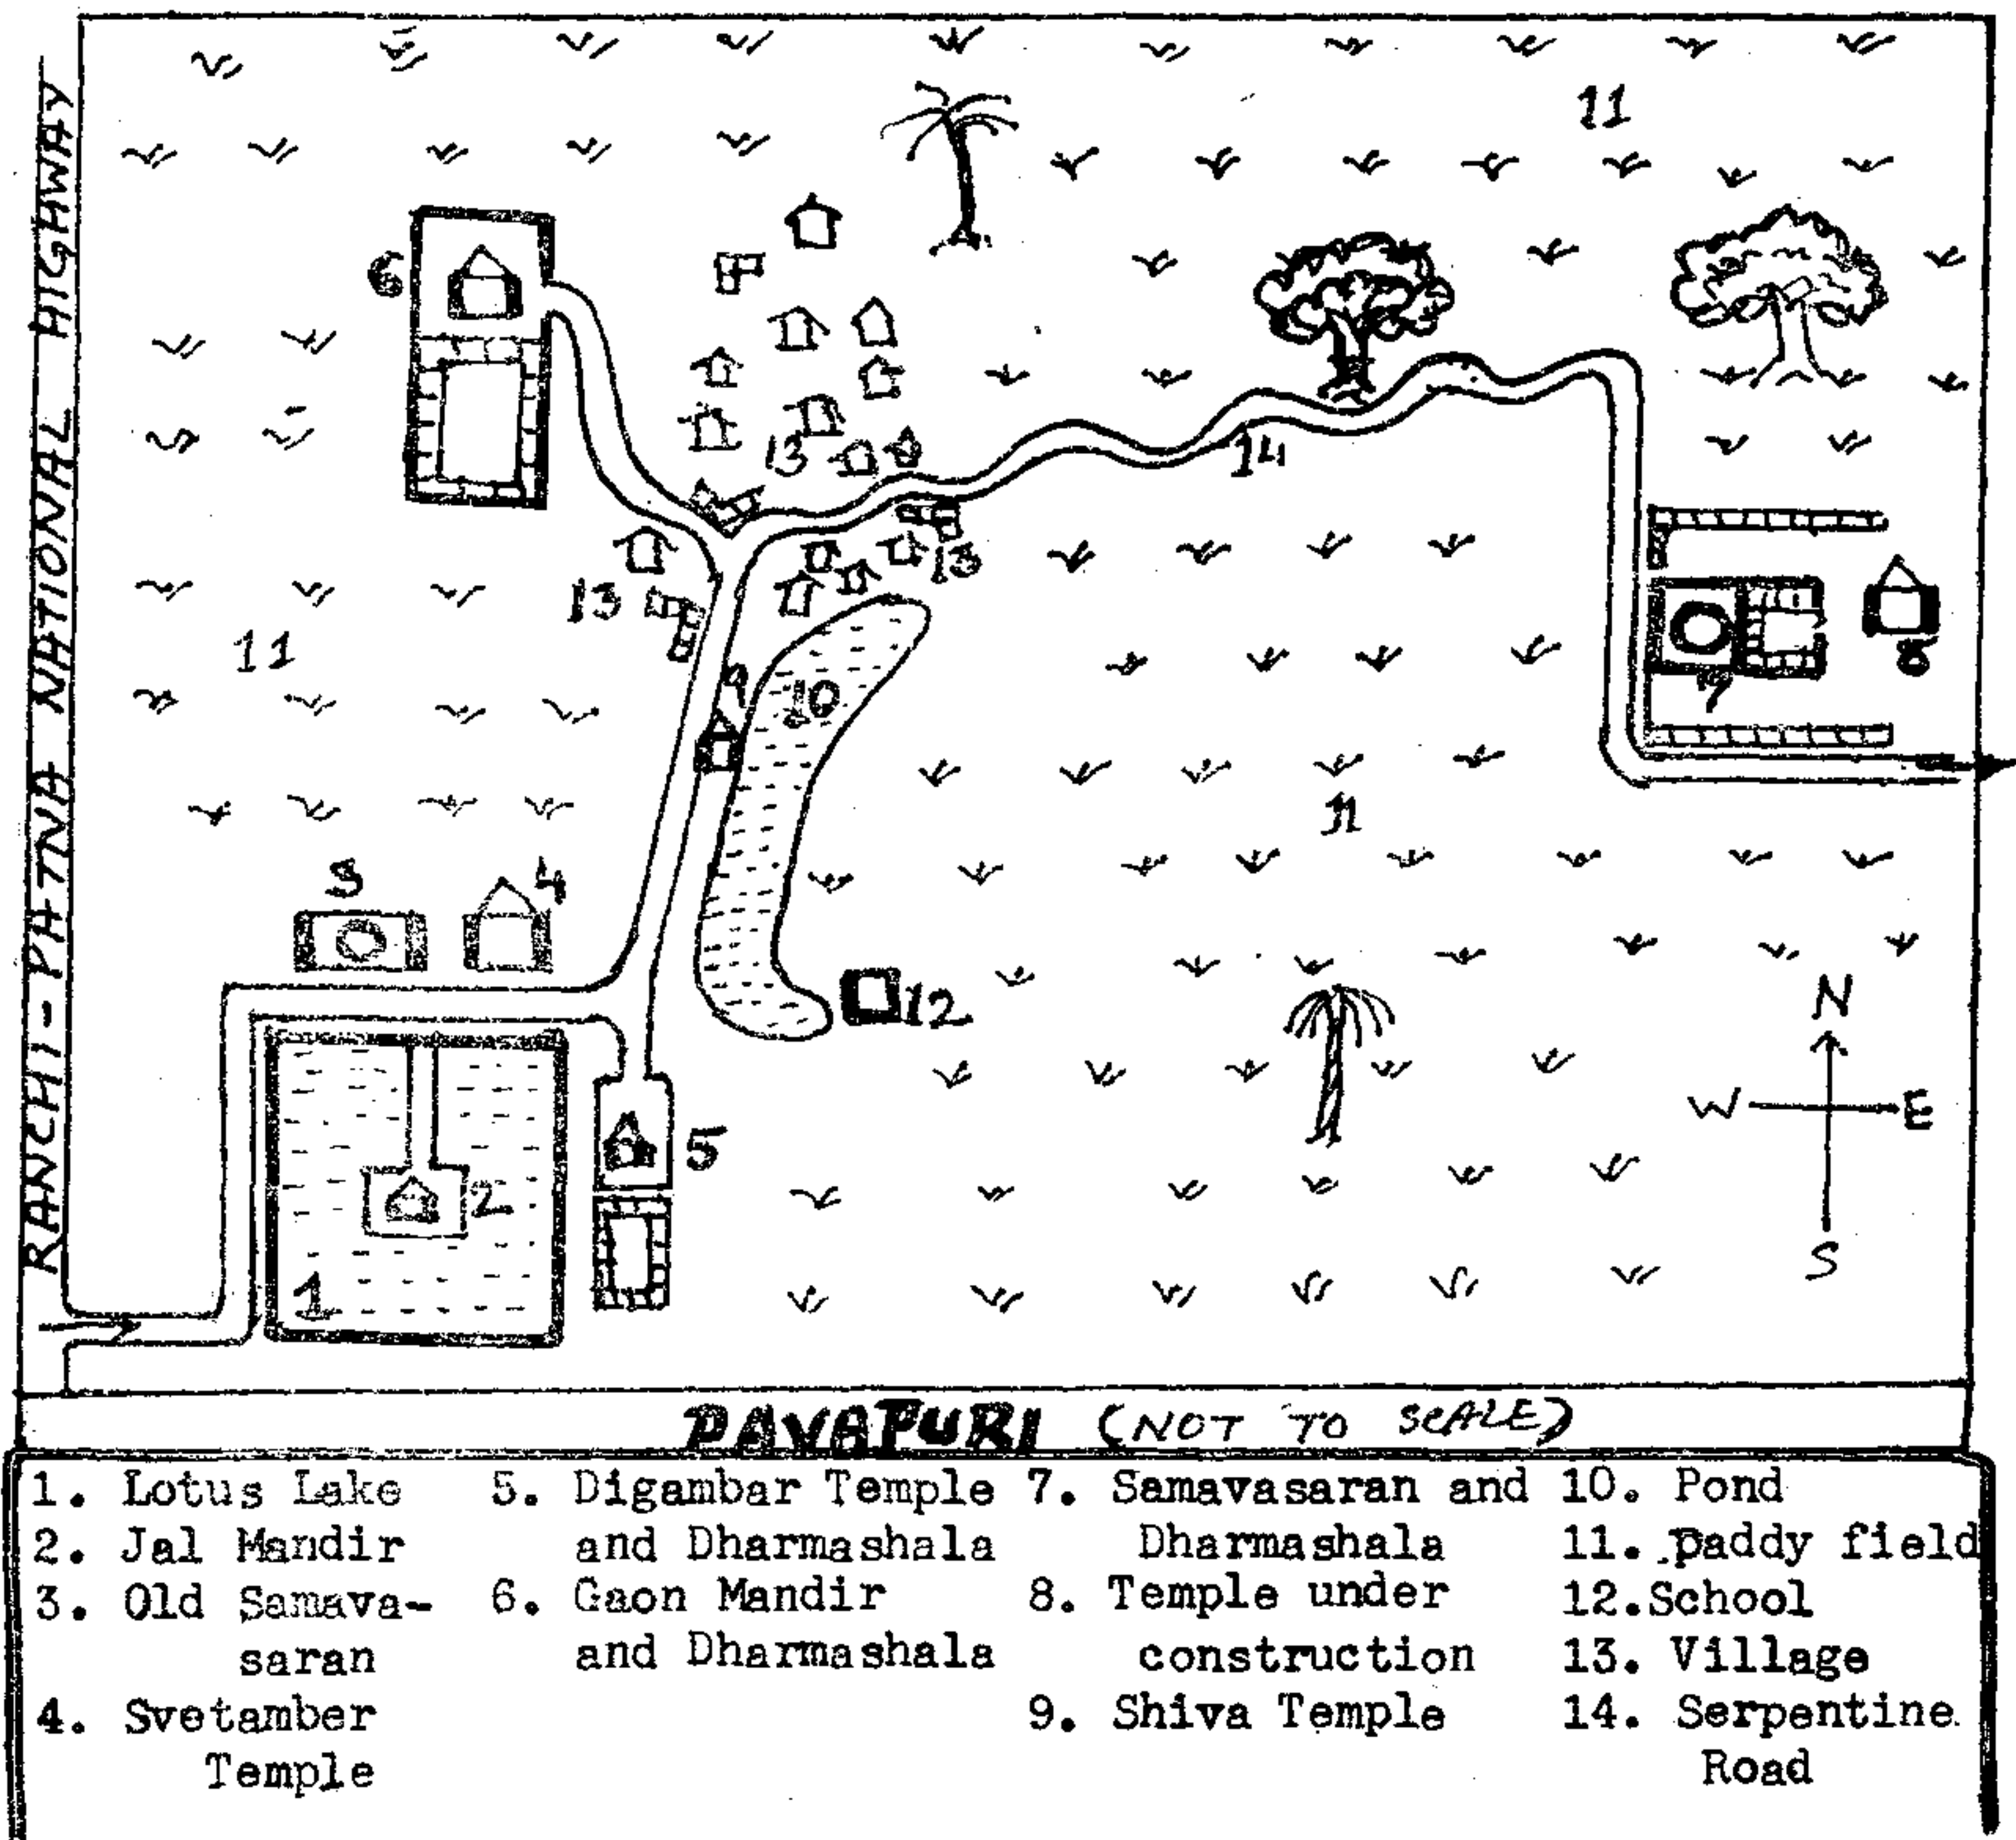 RANCHI-PATNA NATIONAL HIGHWAY
11
6
13
14
13
13
11
7
8
9
10
11
3
4
12
N
W E
S
5
2
1
PAVAPURI (NOT TO SCALE)
1. Lotus Lake
2. Jal Mandir
3. Old Samava-
saran
4. Svetamber
Temple
5. Digambar Temple
and Dharmashala
6. Gaon Mandir
and Dharmashala
7. Samavasaran and
Dharmashala
8. Temple under
construction
9. Shiva Temple
10. Pond
11. paddy field
12.School
13. Village
14. Serpentine
Road